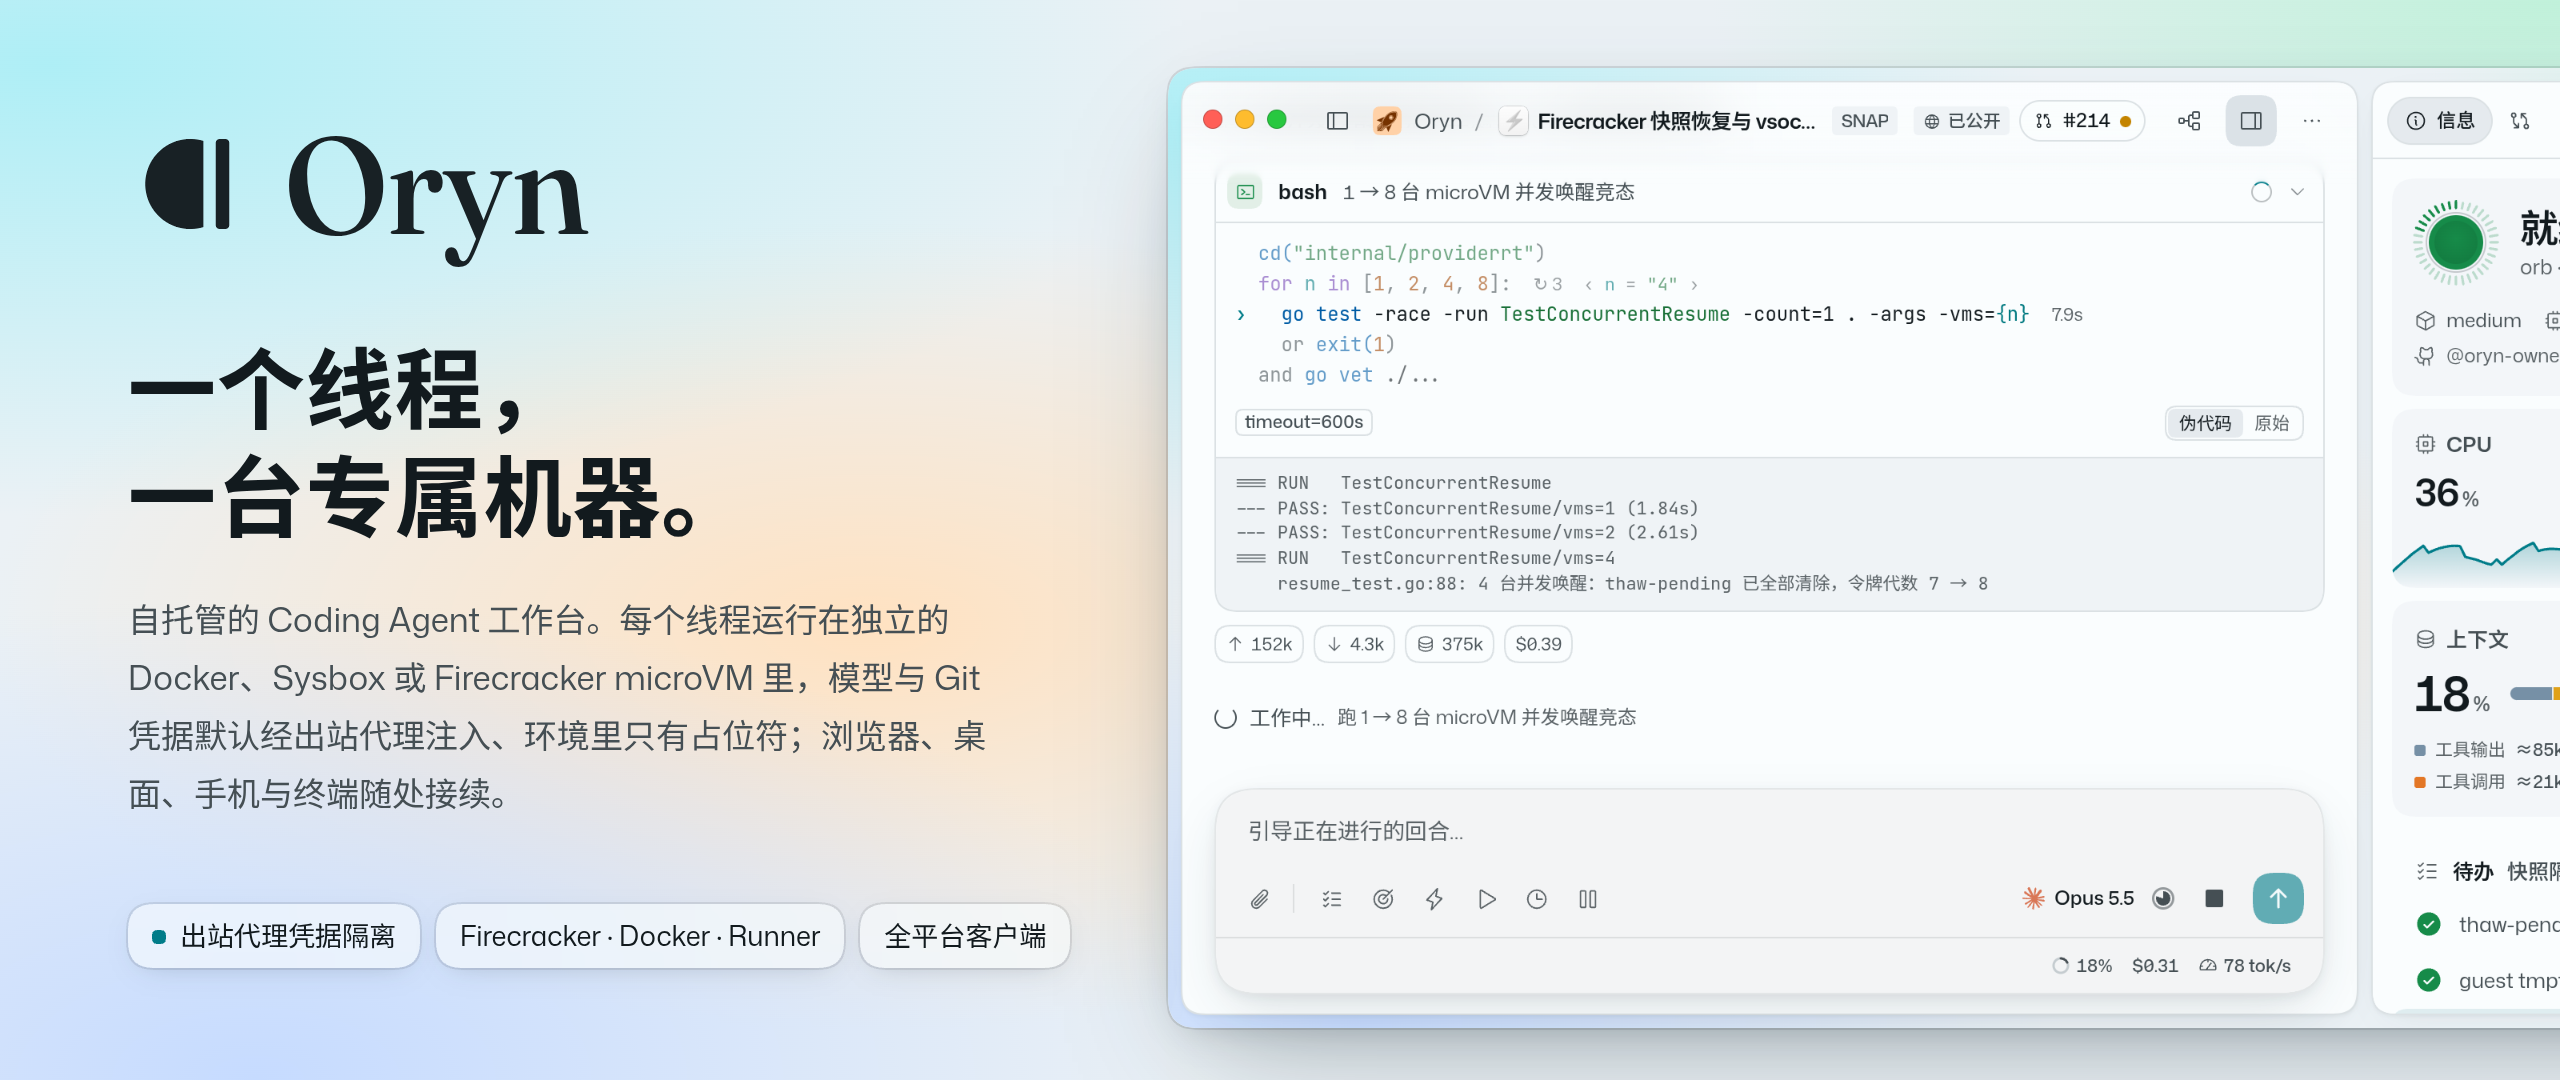 Oryn
一个线程，
一台专属机器。
自托管的 Coding Agent 工作台。每个线程运行在独立的
Docker、Sysbox 或 Firecracker microVM 里，模型与 Git
凭据默认经出站代理注入、环境里只有占位符；浏览器、桌
面、手机与终端随处接续。
出站代理凭据隔离
Firecracker · Docker · Runner
全平台客户端
Oryn / Firecracker 快照恢复与 vsoc... SNAP 已公开 #214
bash 1 → 8 台 microVM 并发唤醒竞态
cd("internal/providerrt")
for n in [1, 2, 4, 8]: ↻ 3 ‹ n = "4" ›
› go test -race -run TestConcurrentResume -count=1 . -args -vms={n} 7.9s
or exit(1)
and go vet ./...
timeout=600s
伪代码 原始
=== RUN TestConcurrentResume
--- PASS: TestConcurrentResume/vms=1 (1.84s)
--- PASS: TestConcurrentResume/vms=2 (2.61s)
=== RUN TestConcurrentResume/vms=4
resume_test.go:88: 4 台并发唤醒：thaw-pending 已全部清除，令牌代数 7 → 8
↑ 152k ↓ 4.3k 375k $0.39
工作中... 跑 1 → 8 台 microVM 并发唤醒竞态
引导正在进行的回合...
Opus 5.5
18% $0.31 78 tok/s
信息
就
orb ·
medium
@oryn-owne
CPU
36%
上下文
18%
工具输出 ≈85k
工具调用 ≈21k
待办 快照隔
thaw-pend
guest tmp